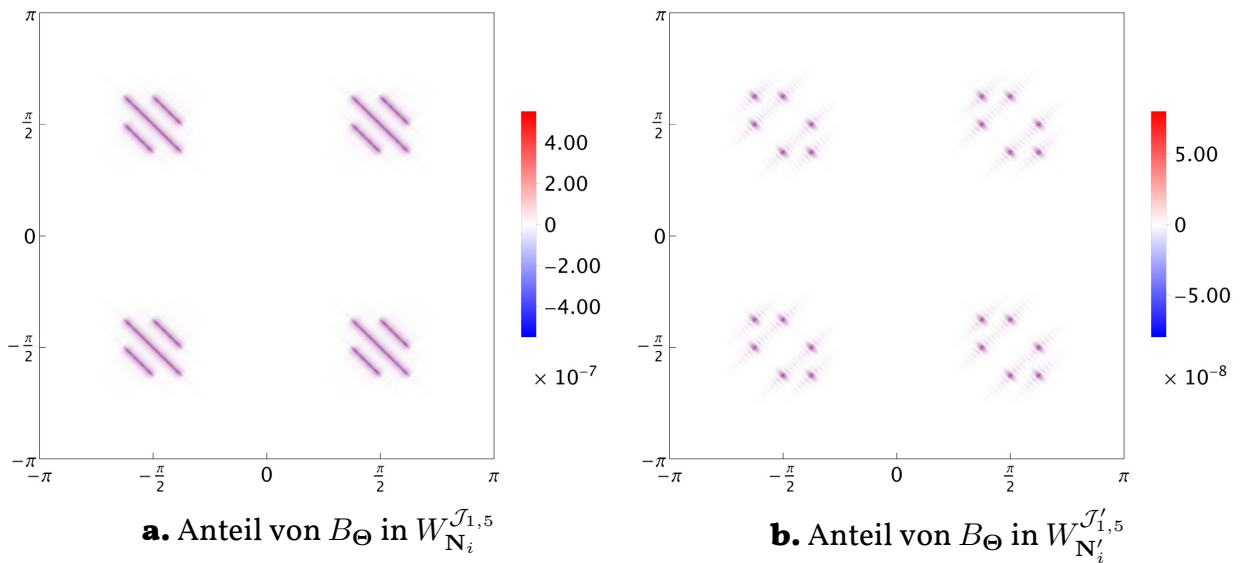 π
π/2
0
−π/2
−π
−π −π/2 0 π/2 π
4.00
2.00
0
−2.00
−4.00
× 10⁻⁷
a. Anteil von B_Θ in W_{N_i}^{𝒥_{1,5}}
π
π/2
0
−π/2
−π
−π −π/2 0 π/2 π
5.00
0
−5.00
× 10⁻⁸
b. Anteil von B_Θ in W_{N′_i}^{𝒥′_{1,5}}